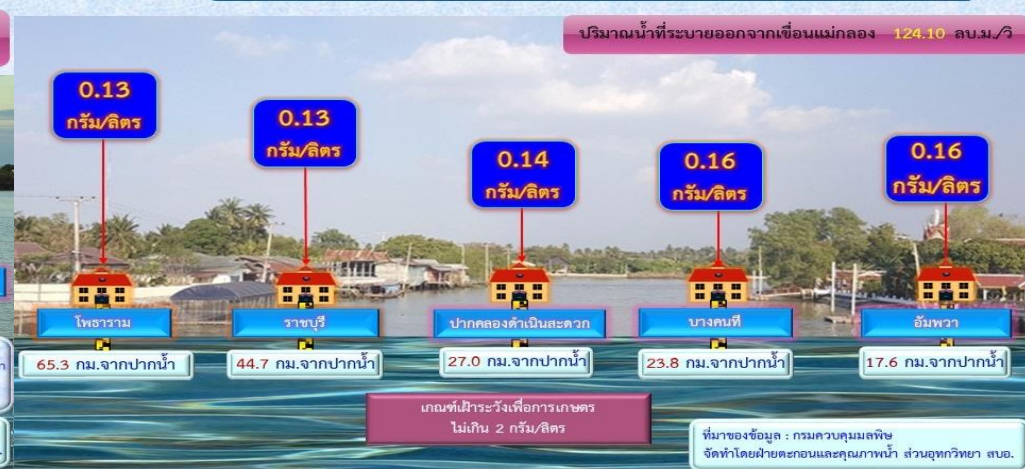 ปริมาณน้ำที่ระบายออกจากเขื่อนแม่กลอง 124.10 ลบ.ม./วิ
0.13
กรัม/ลิตร
0.13
กรัม/ลิตร
0.14
กรัม/ลิตร
0.16
กรัม/ลิตร
0.16
กรัม/ลิตร
โพธาราม
ราชบุรี
ปากคลองดำเนินสะดวก
บางคนที
อัมพวา
65.3 กม.จากปากน้ำ
44.7 กม.จากปากน้ำ
27.0 กม.จากปากน้ำ
23.8 กม.จากปากน้ำ
17.6 กม.จากปากน้ำ
เกณฑ์เฝ้าระวังเพื่อการเกษตร
ไม่เกิน 2 กรัม/ลิตร
ที่มาของข้อมูล : กรมควบคุมมลพิษ
จัดทำโดยฝ่ายตะกอนและคุณภาพน้ำ ส่วนอุทกวิทยา สบอ.